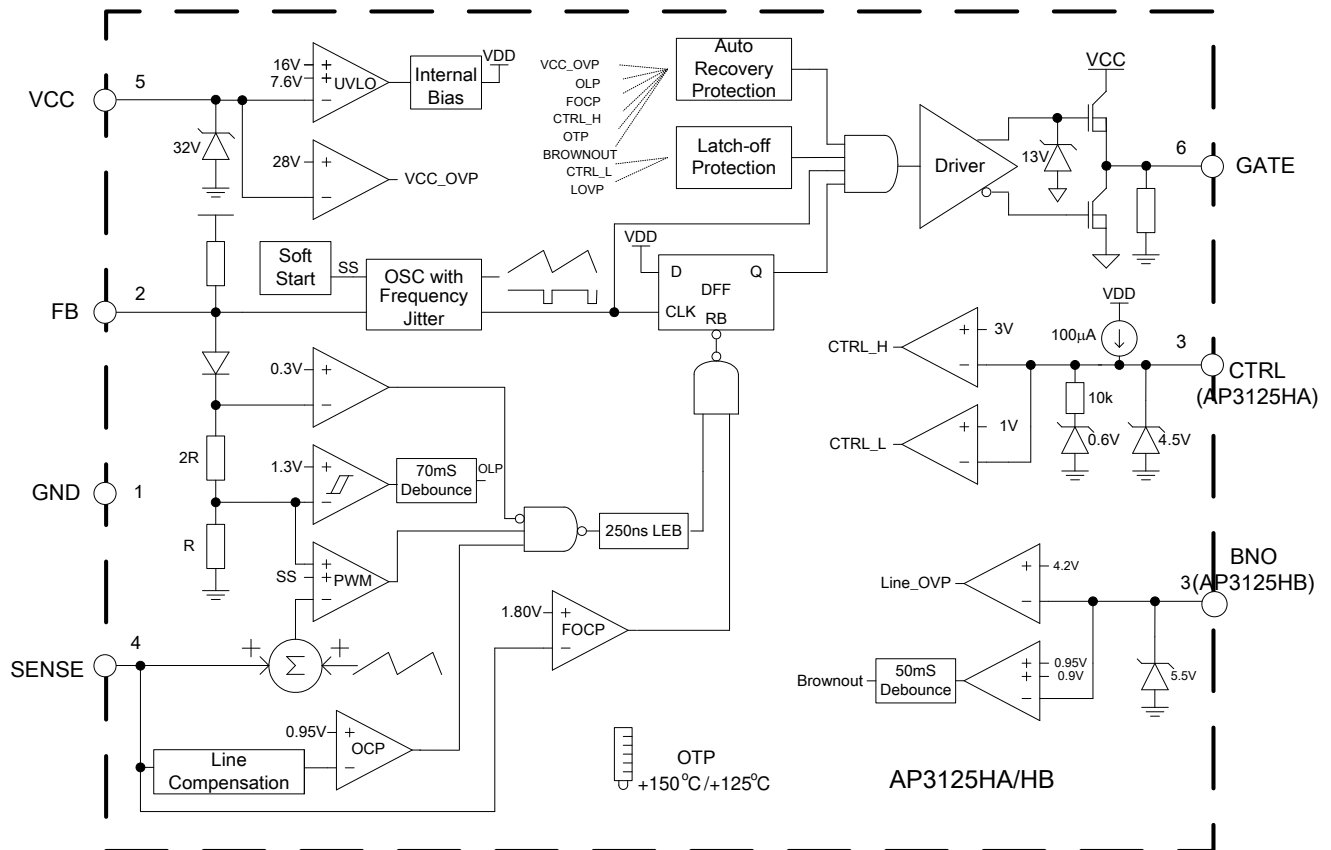 VCC
5
16V
7.6V
+
+
−
UVLO
Internal
Bias
VDD
32V
28V
+
−
VCC_OVP
VCC_OVP
OLP
FOCP
CTRL_H
OTP
BROWNOUT
CTRL_L
LOVP
Auto
Recovery
Protection
Latch-off
Protection
Driver
VCC
13V
6
GATE
Soft
Start
SS
OSC with
Frequency
Jitter
VDD
D
Q
DFF
CLK
RB
FB
2
0.3V
+
−
2R
1.3V
+
−
70mS
Debounce
OLP
GND
1
R
SS
+
+
−
PWM
250ns LEB
VDD
100μA
3
CTRL
(AP3125HA)
CTRL_H
+
−
3V
10k
0.6V
4.5V
CTRL_L
+
−
1V
BNO
3(AP3125HB)
Line_OVP
+
−
4.2V
1.80V
+
−
FOCP
4
SENSE
+
+
Σ
Brownout
50mS
Debounce
+
+
−
0.95V
0.9V
5.5V
0.95V
+
−
OCP
Line
Compensation
OTP
+150°C/+125°C
AP3125HA/HB